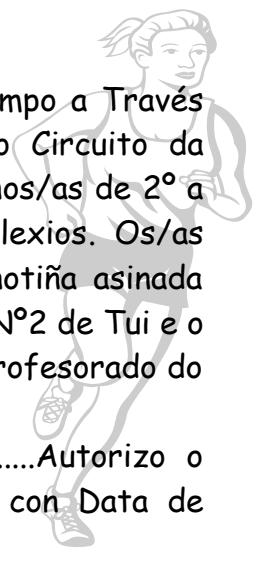 mpo a Través
o Circuito da
nos/as de 2º a
lexios. Os/as
notiña asinada
Nº2 de Tui e o
rofesorado do
.....Autorizo o
con Data de